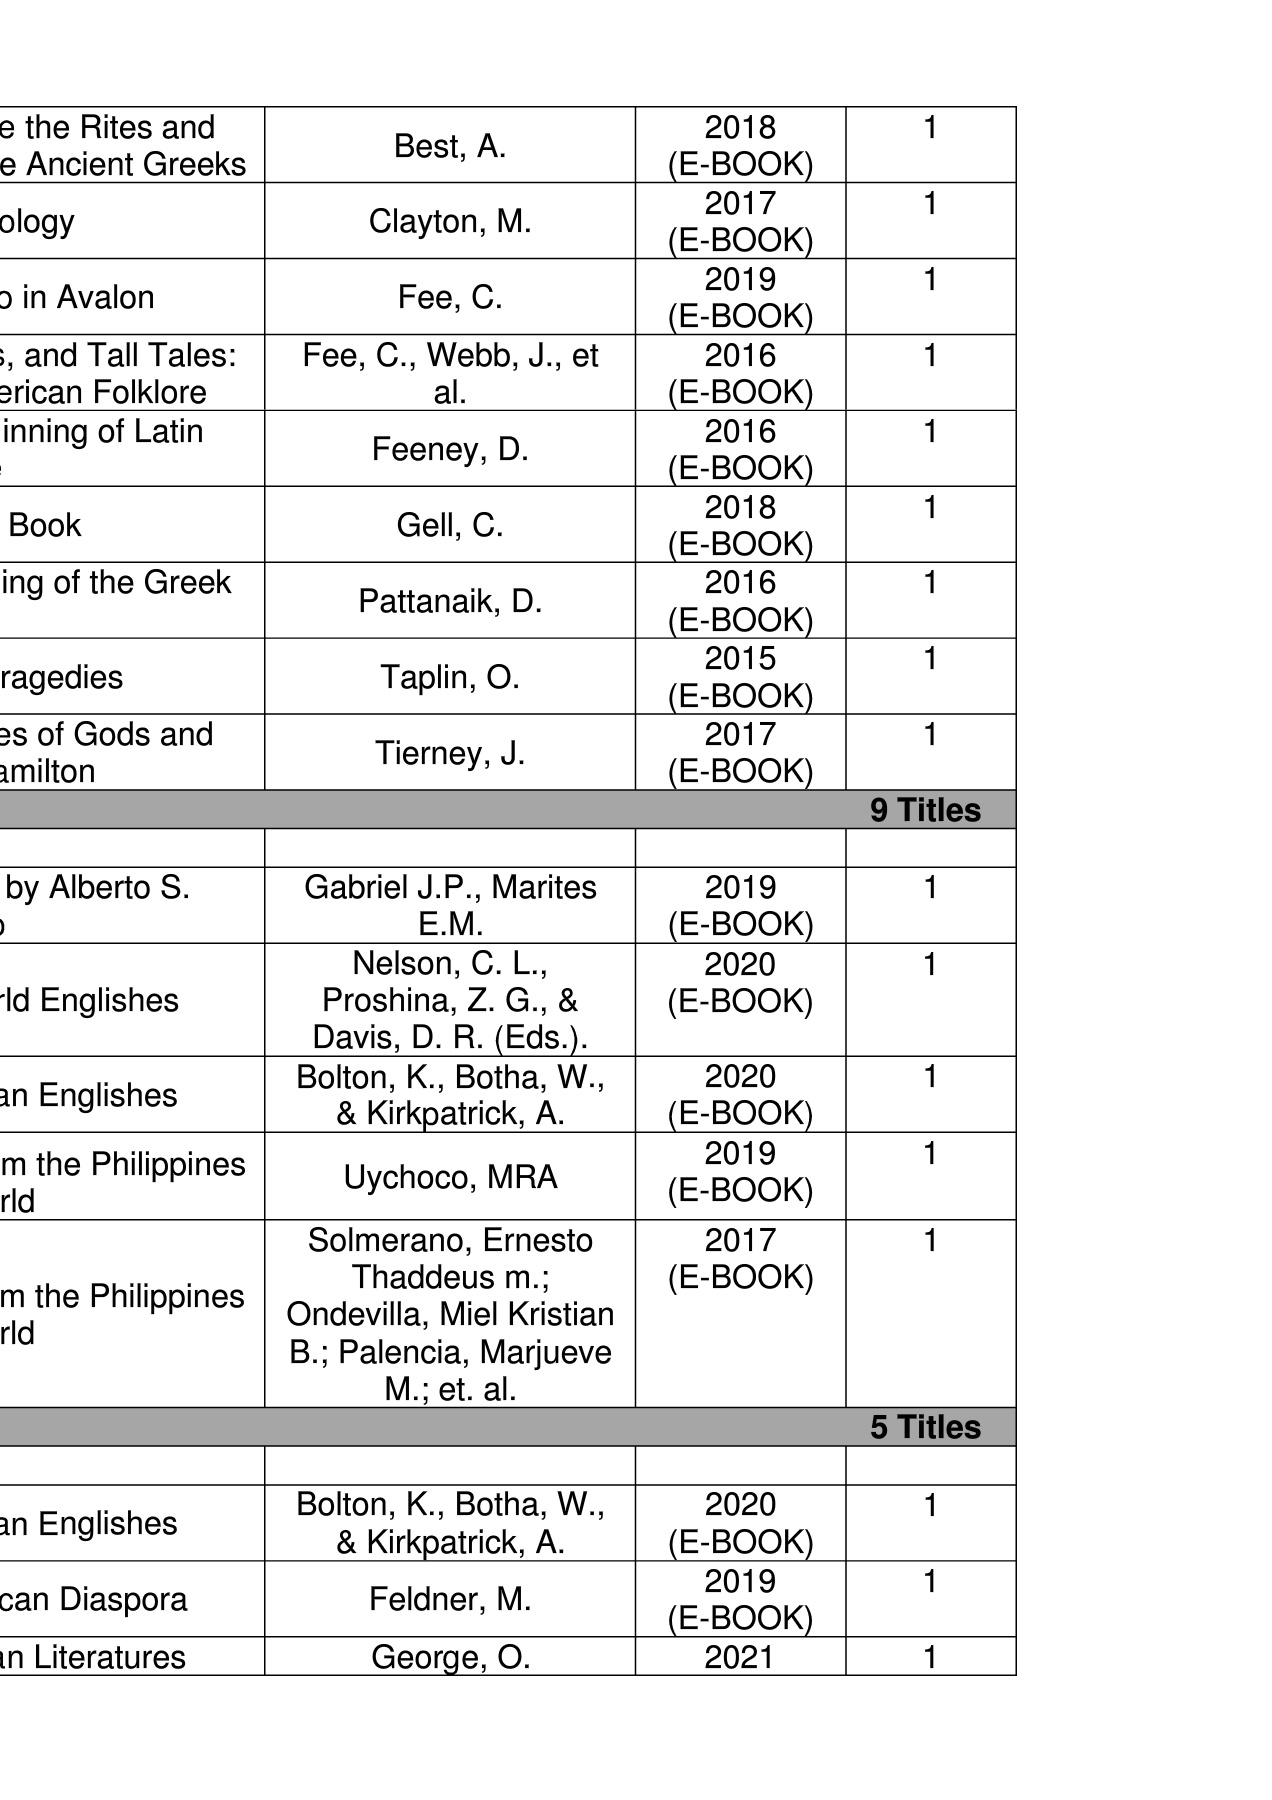 e the Rites and
e Ancient Greeks
Best, A.
2018
(E-BOOK)
1
ology
Clayton, M.
2017
(E-BOOK)
1
o in Avalon
Fee, C.
2019
(E-BOOK)
1
s, and Tall Tales:
erican Folklore
Fee, C., Webb, J., et
al.
2016
(E-BOOK)
1
inning of Latin
e
Feeney, D.
2016
(E-BOOK)
1
Book
Gell, C.
2018
(E-BOOK)
1
ing of the Greek
Pattanaik, D.
2016
(E-BOOK)
1
ragedies
Taplin, O.
2015
(E-BOOK)
1
es of Gods and
amilton
Tierney, J.
2017
(E-BOOK)
1
9 Titles
by Alberto S.
o
Gabriel J.P., Marites
E.M.
2019
(E-BOOK)
1
rld Englishes
Nelson, C. L.,
Proshina, Z. G., &
Davis, D. R. (Eds.).
2020
(E-BOOK)
1
an Englishes
Bolton, K., Botha, W.,
& Kirkpatrick, A.
2020
(E-BOOK)
1
m the Philippines
rld
Uychoco, MRA
2019
(E-BOOK)
1
m the Philippines
rld
Solmerano, Ernesto
Thaddeus m.;
Ondevilla, Miel Kristian
B.; Palencia, Marjueve
M.; et. al.
2017
(E-BOOK)
1
5 Titles
an Englishes
Bolton, K., Botha, W.,
& Kirkpatrick, A.
2020
(E-BOOK)
1
can Diaspora
Feldner, M.
2019
(E-BOOK)
1
an Literatures
George, O.
2021
1